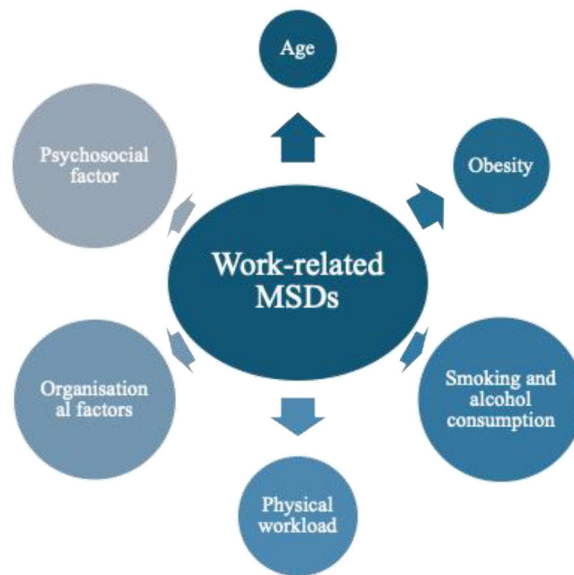 Age
Psychosocial
factor
Obesity
Work-related
MSDs
Organisation
al factors
Smoking and
alcohol
consumption
Physical
workload